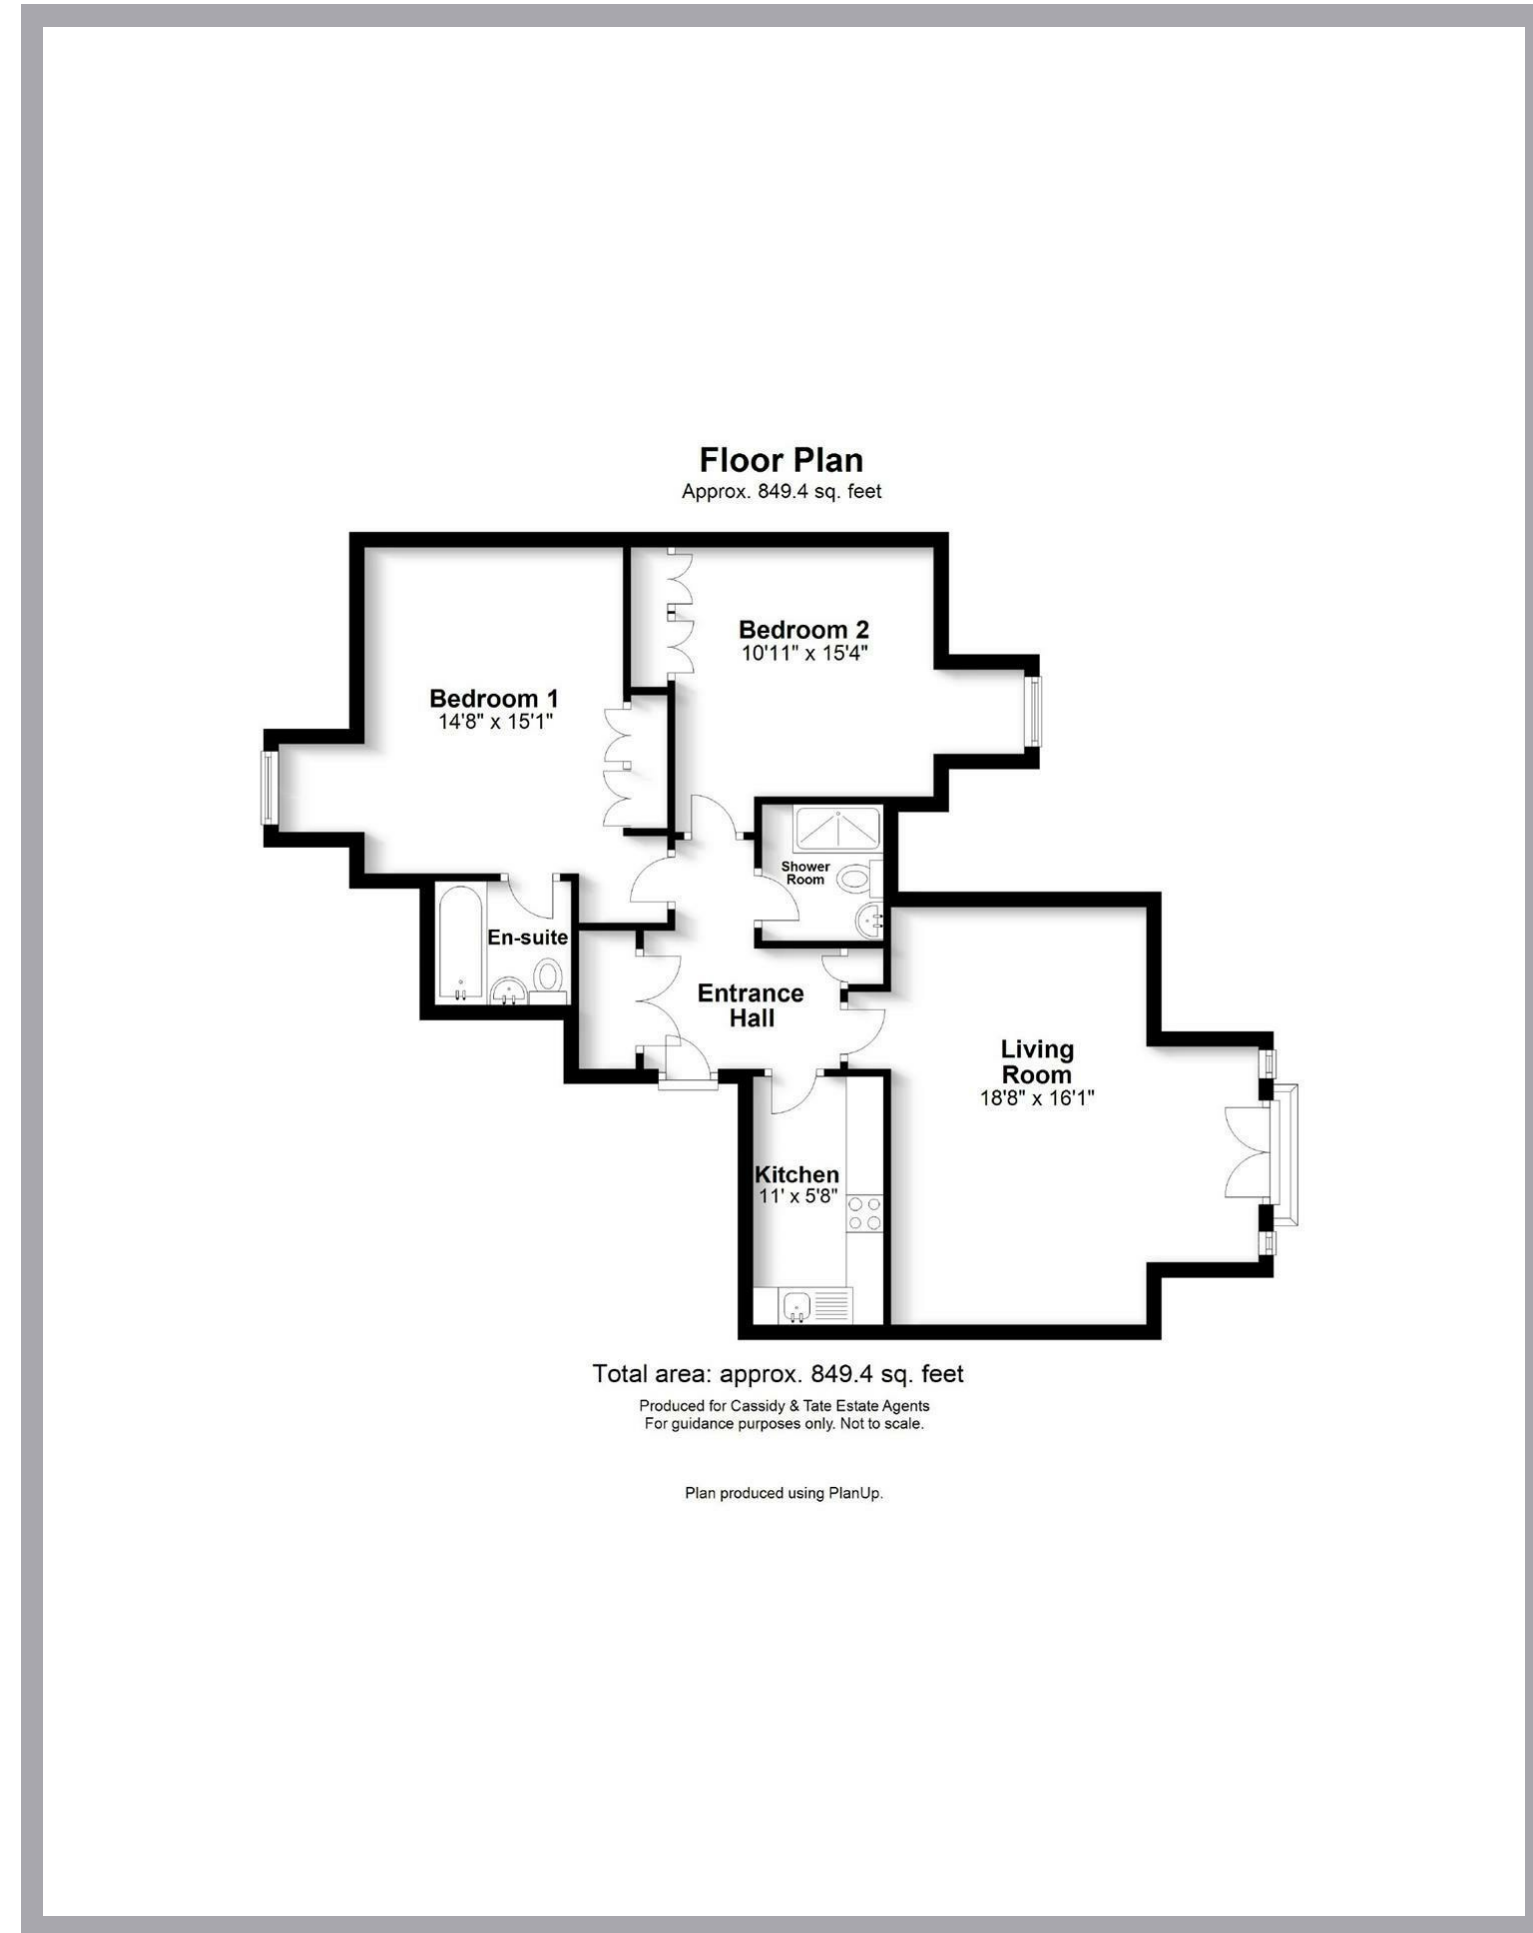 Floor Plan
Approx. 849.4 sq. feet
Bedroom 2
10'11" x 15'4"
Bedroom 1
14'8" x 15'1"
Shower
Room
En-suite
Entrance
Hall
Living
Room
18'8" x 16'1"
Kitchen
11' x 5'8"
Total area: approx. 849.4 sq. feet
Produced for Cassidy & Tate Estate Agents
For guidance purposes only. Not to scale.
Plan produced using PlanUp.